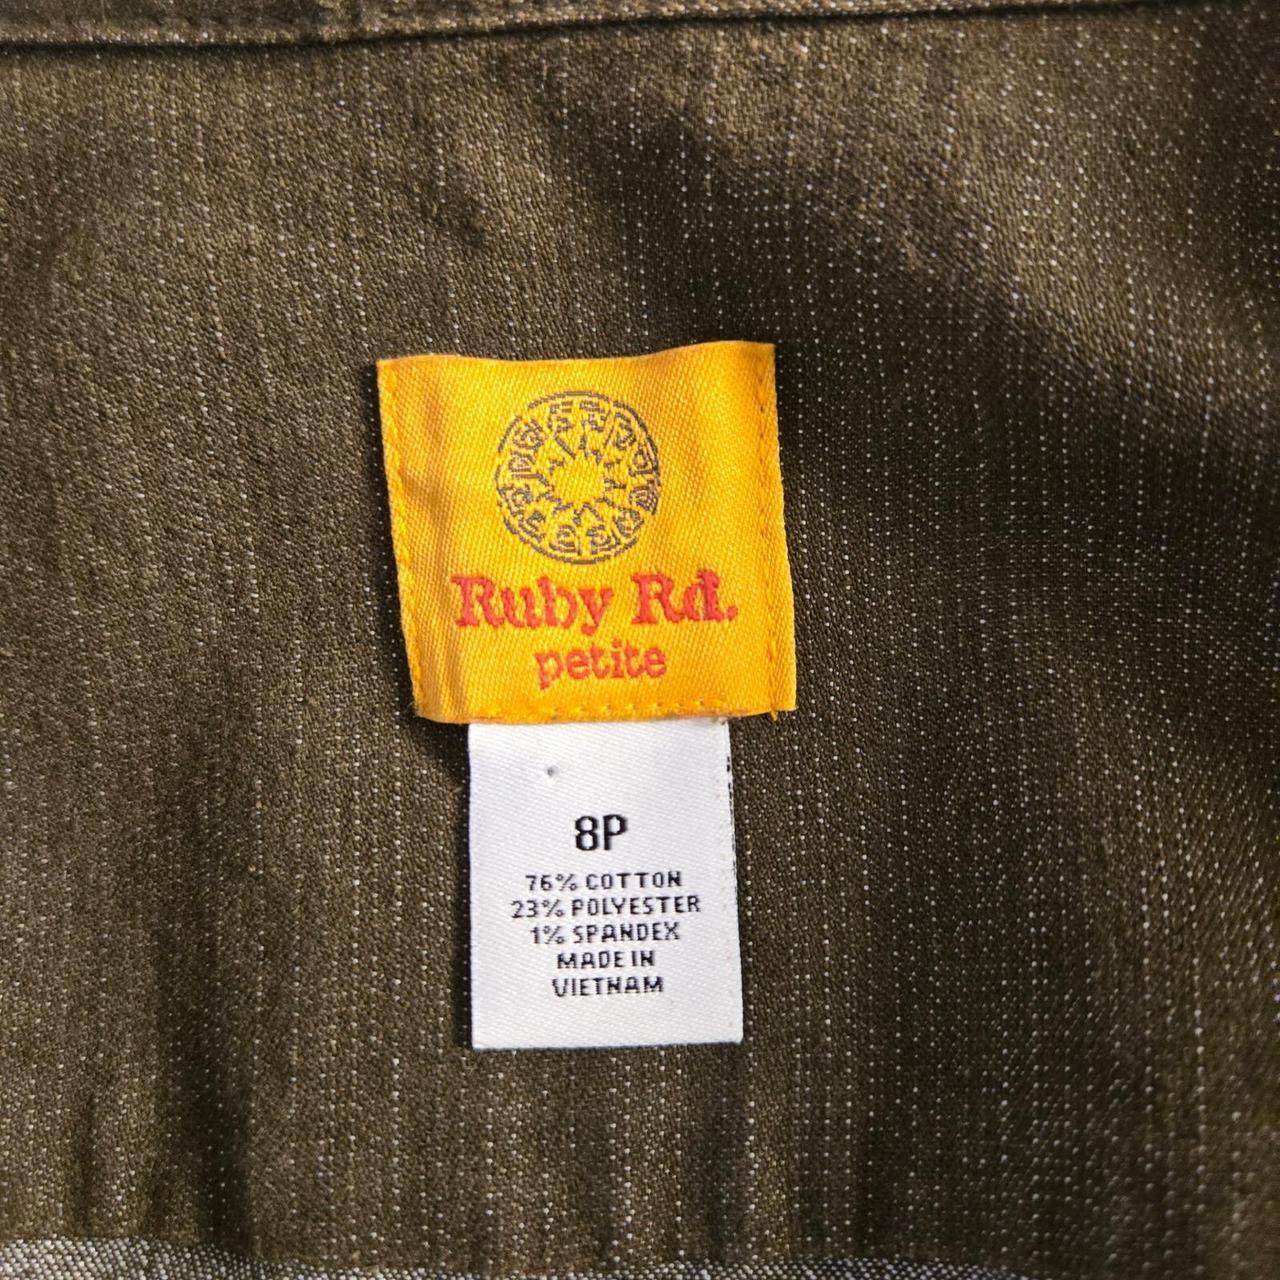 Ruby Rd.
petite
8P
76% COTTON
23% POLYESTER
1% SPANDEX
MADE IN
VIETNAM